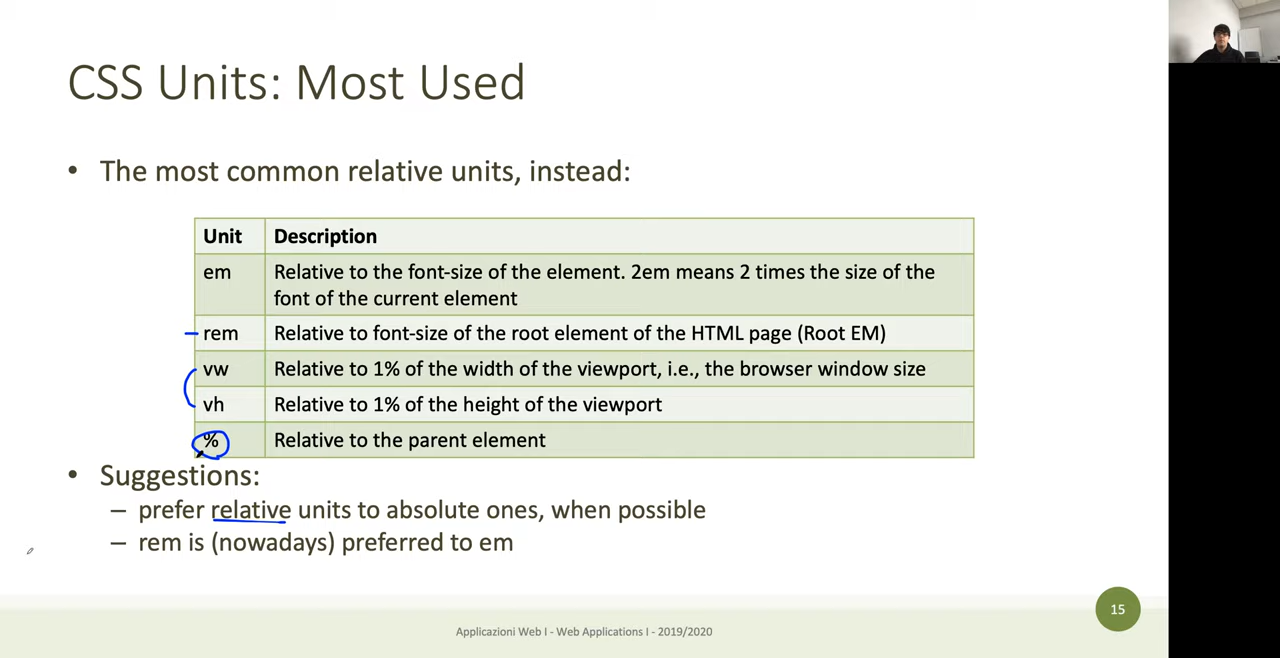 CSS Units: Most Used
• The most common relative units, instead:
Unit Description
em Relative to the font-size of the element. 2em means 2 times the size of the
font of the current element
rem Relative to font-size of the root element of the HTML page (Root EM)
vw Relative to 1% of the width of the viewport, i.e., the browser window size
vh Relative to 1% of the height of the viewport
% Relative to the parent element
• Suggestions:
– prefer relative units to absolute ones, when possible
– rem is (nowadays) preferred to em
15
Applicazioni Web I - Web Applications I - 2019/2020